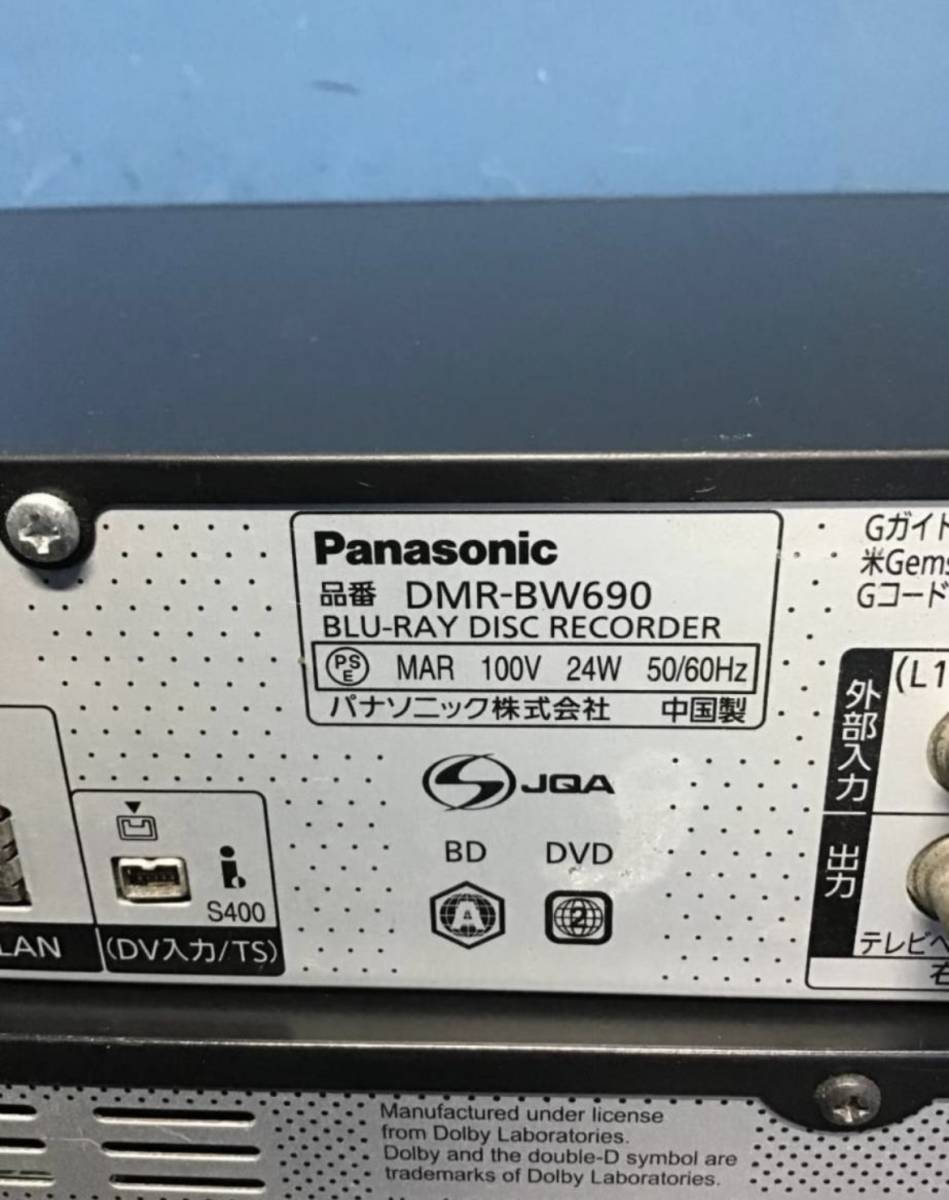 Panasonic
品番 DMR-BW690
BLU-RAY DISC RECORDER
PS E MAR 100V 24W 50/60Hz
パナソニック株式会社 中国製
JQA
BD DVD
A 2
Gガイド
米Gems
Gコード
(L1
外部入力
出力
テレビへ
右
i
S400
LAN
(DV入力/TS)
Manufactured under license
from Dolby Laboratories.
Dolby and the double-D symbol are
trademarks of Dolby Laboratories.